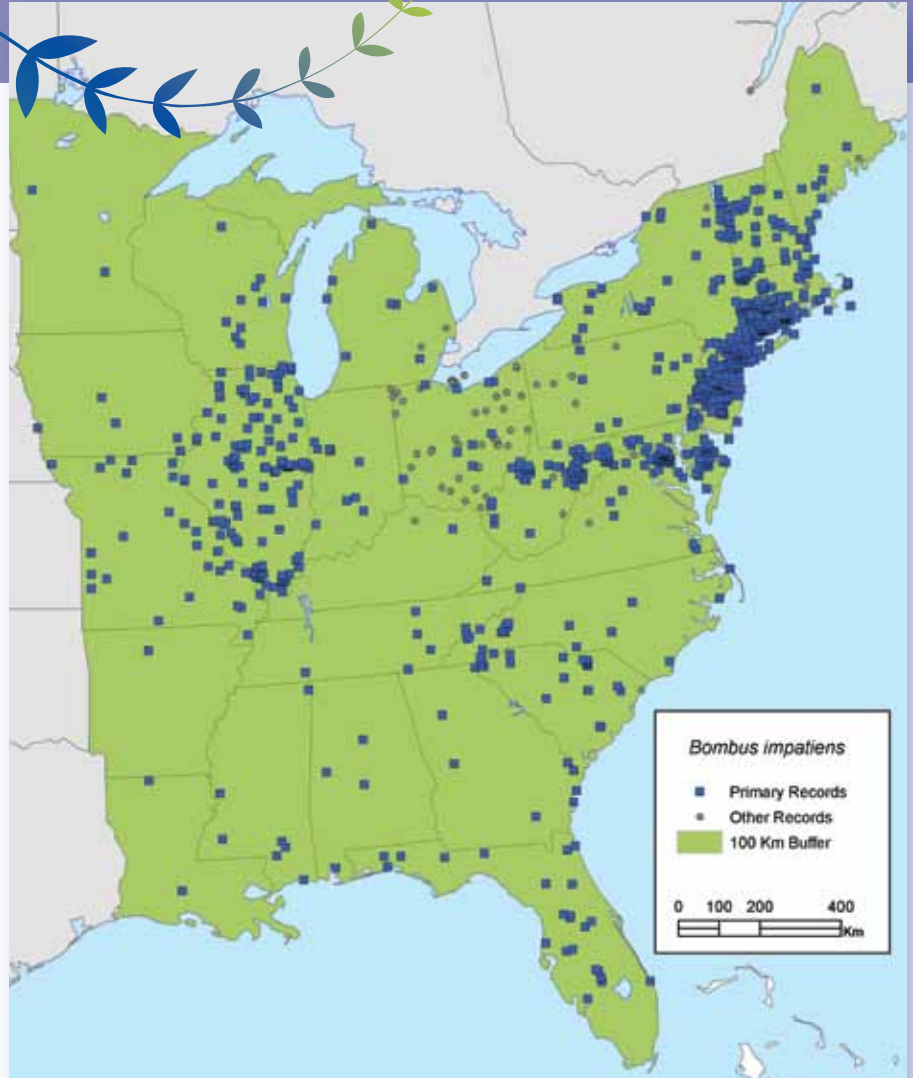 Bombus impatiens
Primary Records
Other Records
100 Km Buffer
0 100 200 400
Km